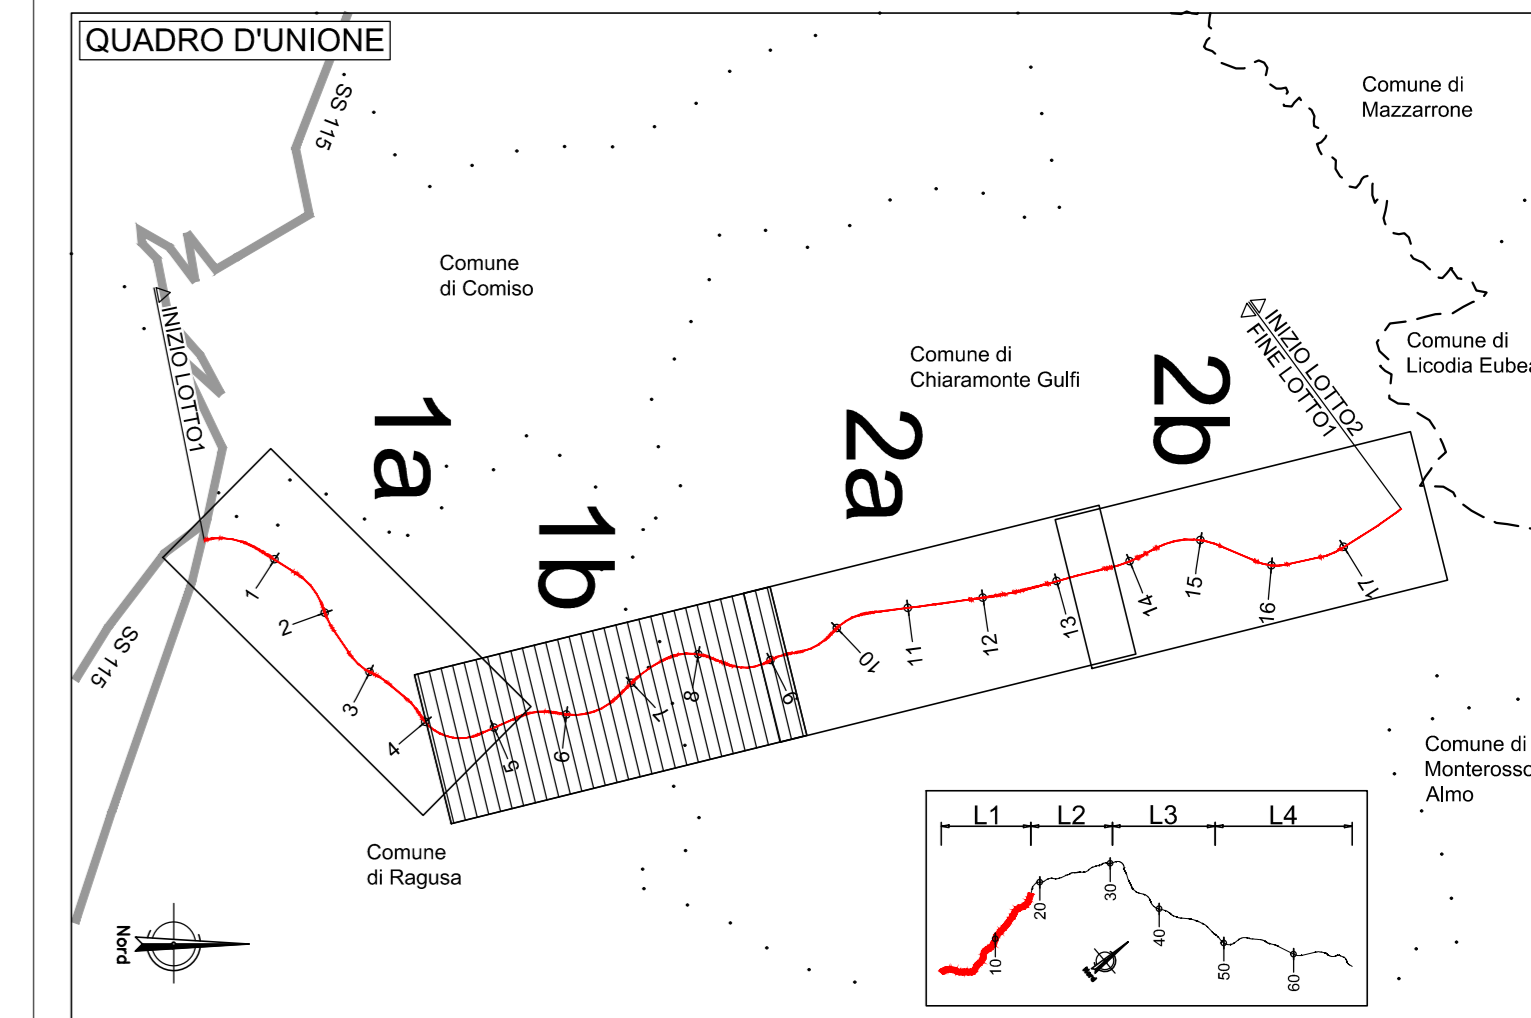 QUADRO D'UNIONE
SS 115
Comune di
Mazzarrone
Comune
di Comiso
INIZIO LOTTO1
Comune di
Chiaramonte Gulfi
INIZIO LOTTO2
FINE LOTTO1
Comune di
Licodia Eubea
1a
1b
2a
2b
1
2
3
4
5
6
7
8
9
10
11
12
13
14
15
16
17
SS 115
Comune di
Monterosso
Almo
Comune
di Ragusa
Nord
L1 L2 L3 L4
10
20
30
40
50
60
Nord